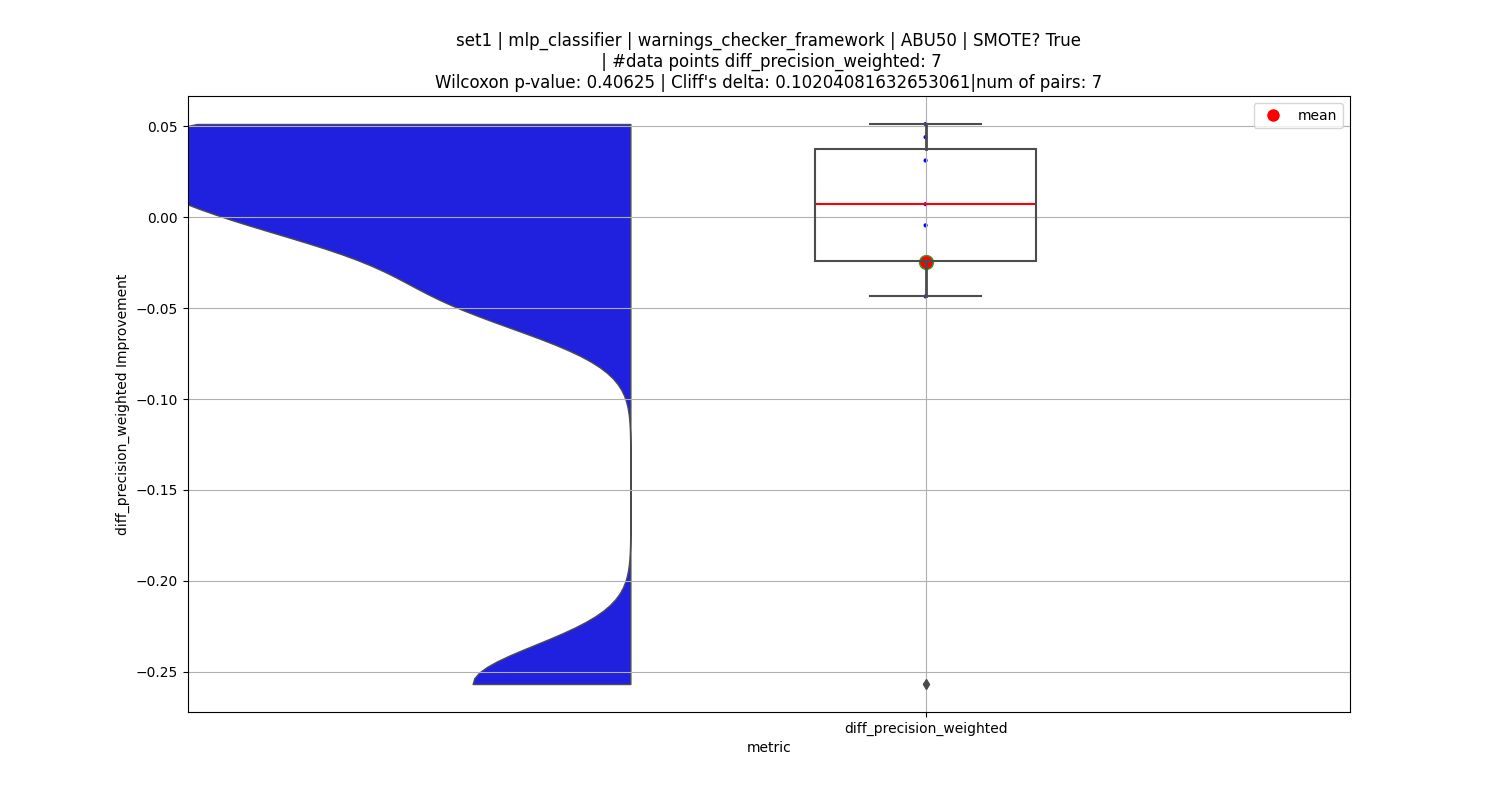 set1 | mlp_classifier | warnings_checker_framework | ABU50 | SMOTE? True
| #data points diff_precision_weighted: 7
Wilcoxon p-value: 0.40625 | Cliff's delta: 0.10204081632653061|num of pairs: 7
mean
0.05
0.00
−0.05
−0.10
−0.15
−0.20
−0.25
diff_precision_weighted Improvement
diff_precision_weighted
metric